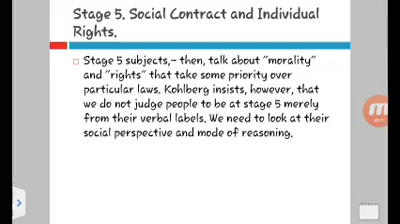 Stage 5. Social Contract and Individual
Rights.
Stage 5 subjects,- then, talk about "morality"
and "rights" that take some priority over
particular laws. Kohlberg insists, however, that
we do not judge people to be at stage 5 merely
from their verbal labels. We need to look at their
social perspective and mode of reasoning.